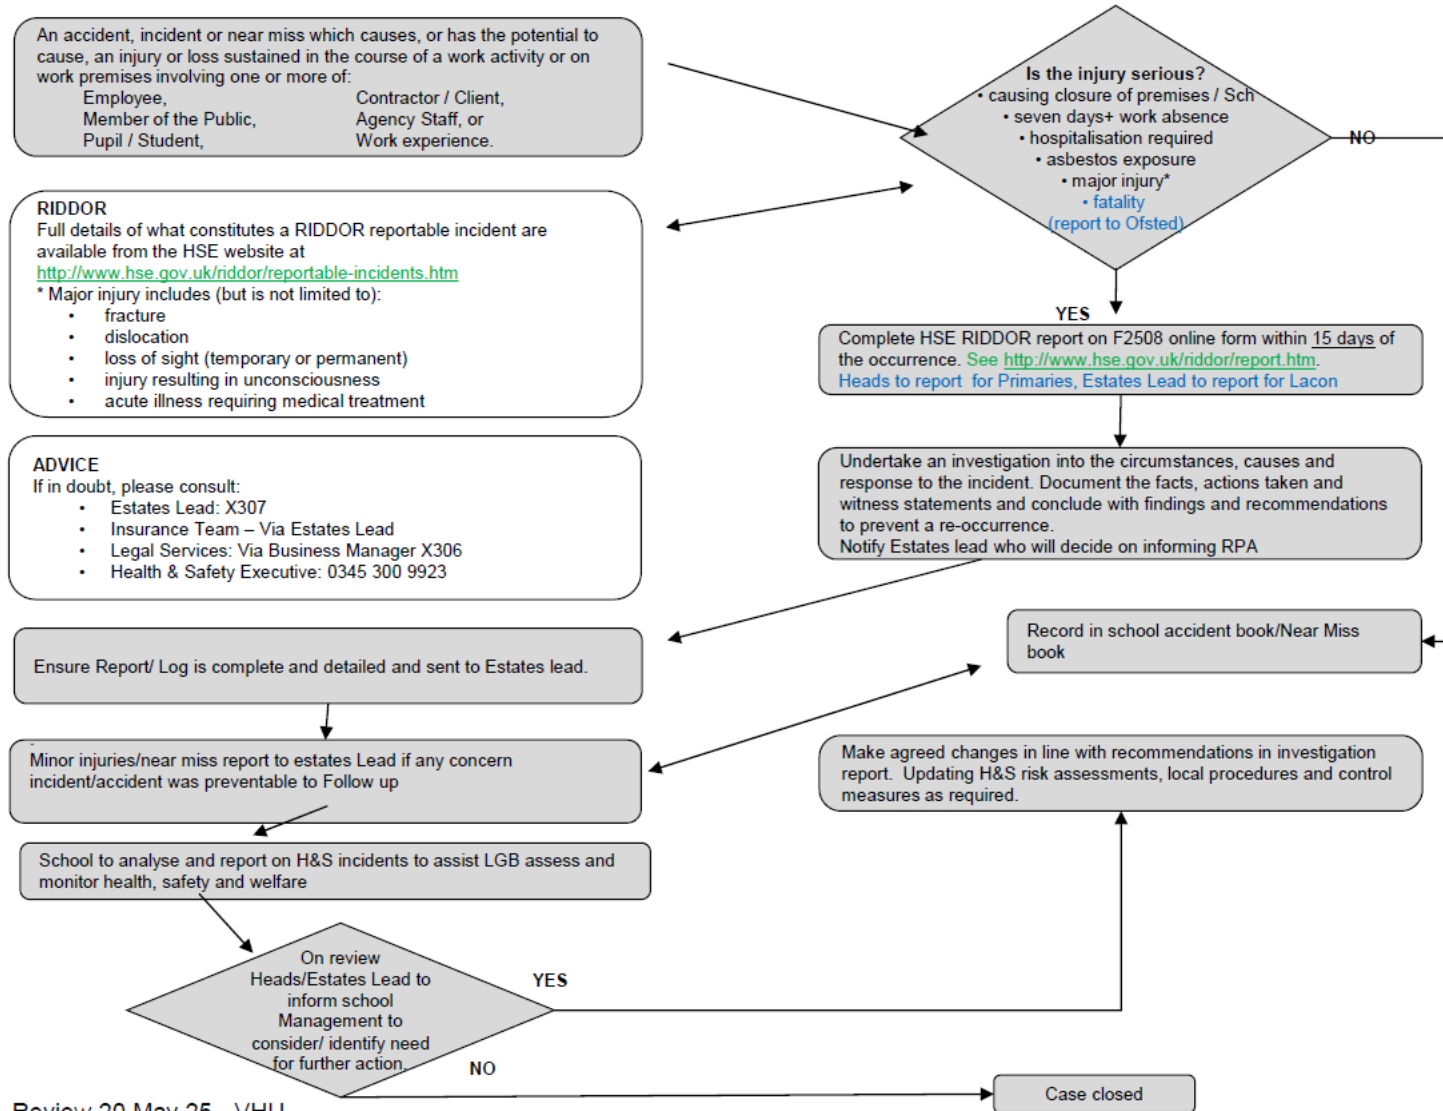 An accident, incident or near miss which causes, or has the potential to
cause, an injury or loss sustained in the course of a work activity or on
work premises involving one or more of:
Employee, Contractor / Client,
Member of the Public, Agency Staff, or
Pupil / Student, Work experience.
Is the injury serious?
• causing closure of premises / Sch
• seven days+ work absence
• hospitalisation required
• asbestos exposure
• major injury*
• fatality
(report to Ofsted)
NO
RIDDOR
Full details of what constitutes a RIDDOR reportable incident are
available from the HSE website at
http://www.hse.gov.uk/riddor/reportable-incidents.htm
* Major injury includes (but is not limited to):
• fracture
• dislocation
• loss of sight (temporary or permanent)
• injury resulting in unconsciousness
• acute illness requiring medical treatment
YES
Complete HSE RIDDOR report on F2508 online form within 15 days of
the occurrence. See http://www.hse.gov.uk/riddor/report.htm.
Heads to report for Primaries, Estates Lead to report for Lacon
ADVICE
If in doubt, please consult:
• Estates Lead: X307
• Insurance Team – Via Estates Lead
• Legal Services: Via Business Manager X306
• Health & Safety Executive: 0345 300 9923
Undertake an investigation into the circumstances, causes and
response to the incident. Document the facts, actions taken and
witness statements and conclude with findings and recommendations
to prevent a re-occurrence.
Notify Estates lead who will decide on informing RPA
Ensure Report/ Log is complete and detailed and sent to Estates lead.
Record in school accident book/Near Miss
book
Minor injuries/near miss report to estates Lead if any concern
incident/accident was preventable to Follow up
Make agreed changes in line with recommendations in investigation
report. Updating H&S risk assessments, local procedures and control
measures as required.
School to analyse and report on H&S incidents to assist LGB assess and
monitor health, safety and welfare
On review
Heads/Estates Lead to
inform school
Management to
consider/ identify need
for further action.
YES
NO
Case closed
Review 20 May 25 VHU